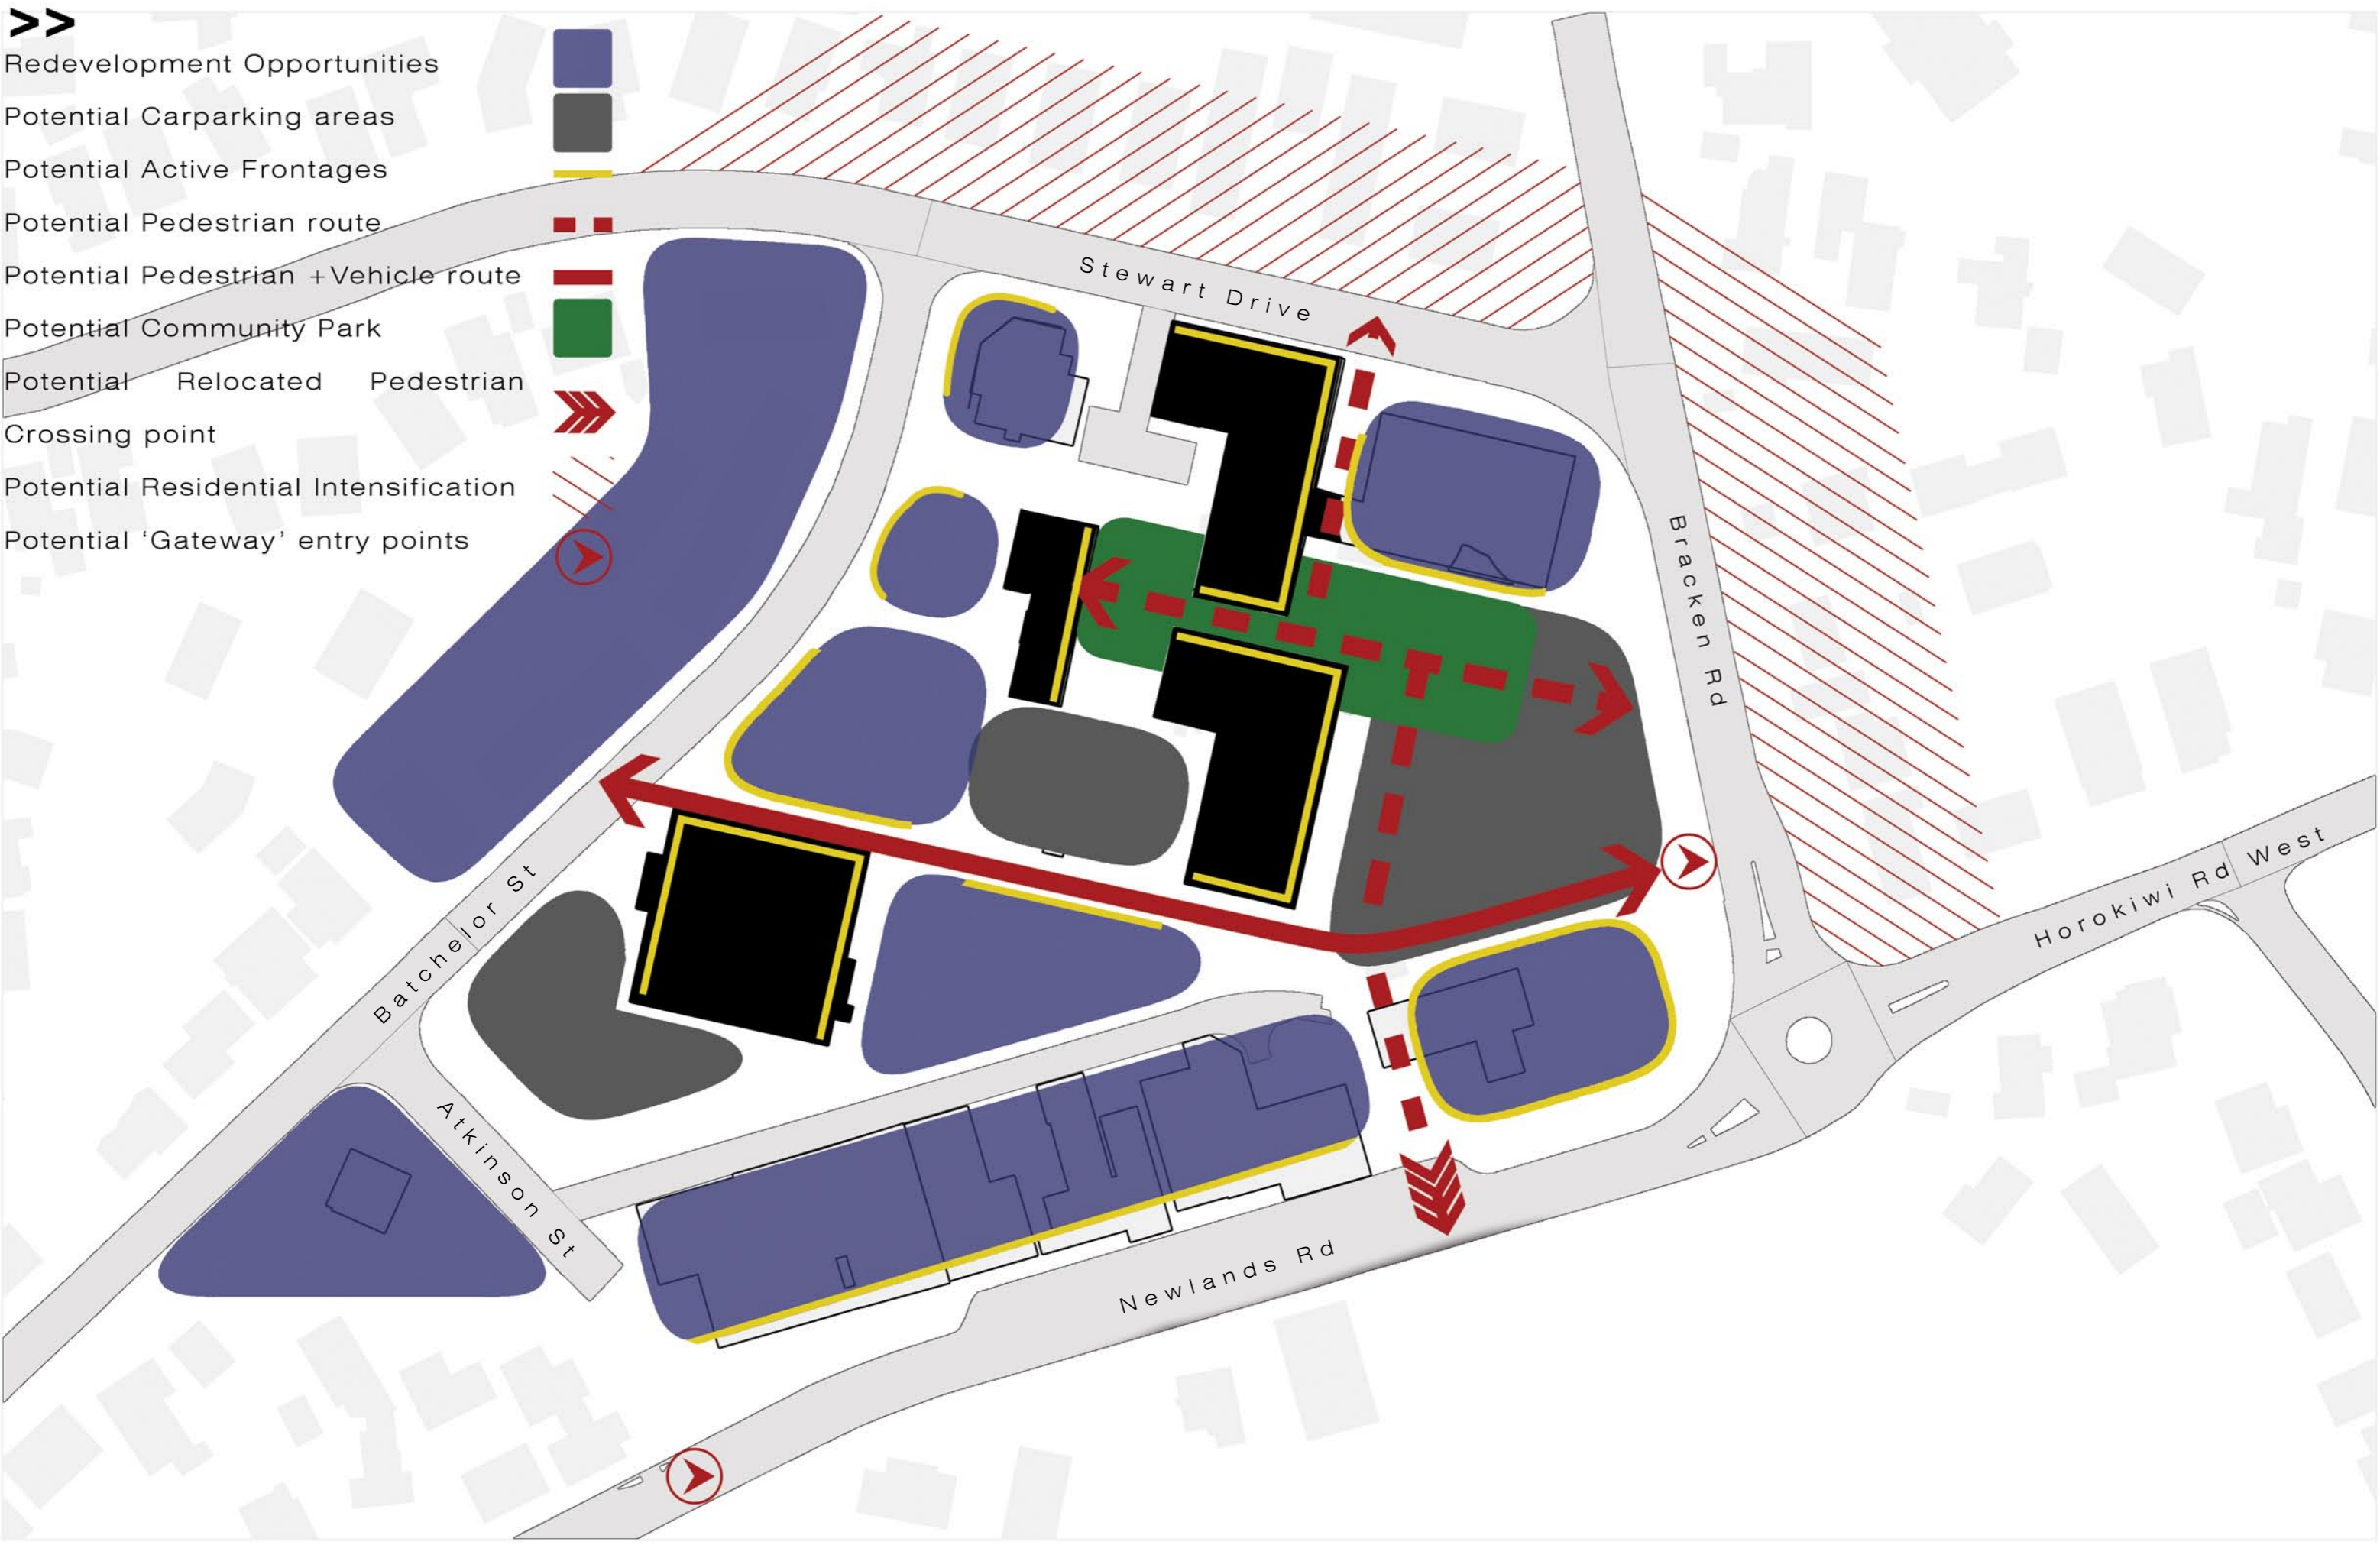 >>
Redevelopment Opportunities
Potential Carparking areas
Potential Active Frontages
Potential Pedestrian route
Potential Pedestrian +Vehicle route
Potential Community Park
Potential Relocated Pedestrian
Crossing point
Potential Residential Intensification
Potential ‘Gateway’ entry points
Stewart Drive
Bracken Rd
Horokiwi Rd West
Batchelor St
Atkinson St
Newlands Rd